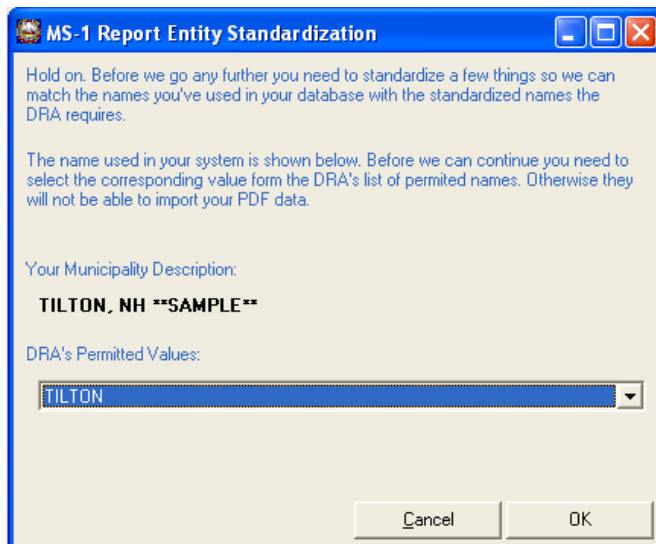 MS-1 Report Entity Standardization
Hold on. Before we go any further you need to standardize a few things so we can
match the names you've used in your database with the standardized names the
DRA requires.
The name used in your system is shown below. Before we can continue you need to
select the corresponding value form the DRA's list of permited names. Otherwise they
will not be able to import your PDF data.
Your Municipality Description:
TILTON, NH **SAMPLE**
DRA's Permitted Values:
TILTON
Cancel OK